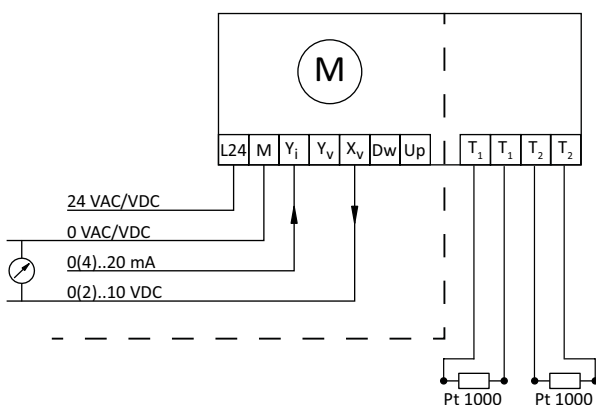 M
L24 M Yi Yv Xv Dw Up T1 T1 T2 T2
24 VAC/VDC
0 VAC/VDC
0(4)..20 mA
0(2)..10 VDC
Pt 1000 Pt 1000